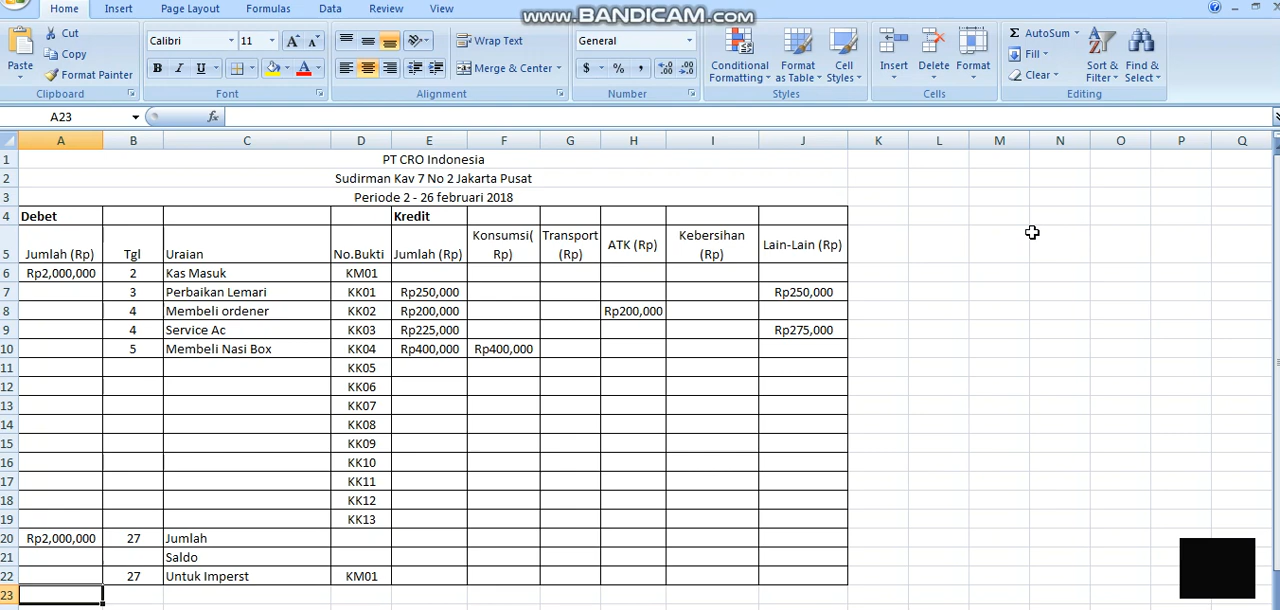 Home Insert Page Layout Formulas Data Review View
www.BANDICAM.com
Paste
Cut
Copy
Format Painter
Clipboard
Calibri 11
B I U
Font
Wrap Text
Merge & Center
Alignment
General
$ % ,
Number
Conditional Formatting
Format as Table
Cell Styles
Styles
Insert Delete Format
Cells
Σ AutoSum
Fill
Clear
Sort & Filter
Find & Select
Editing
A23 fx
A B C D E F G H I J K L M N O P Q
1 PT CRO Indonesia
2 Sudirman Kav 7 No 2 Jakarta Pusat
3 Periode 2 - 26 februari 2018
4 Debet Kredit
5 Jumlah (Rp) Tgl Uraian No.Bukti Jumlah (Rp) Konsumsi( Rp) Transport (Rp) ATK (Rp) Kebersihan (Rp) Lain-Lain (Rp)
6 Rp2,000,000 2 Kas Masuk KM01
7 3 Perbaikan Lemari KK01 Rp250,000 Rp250,000
8 4 Membeli ordener KK02 Rp200,000 Rp200,000
9 4 Service Ac KK03 Rp225,000 Rp275,000
10 5 Membeli Nasi Box KK04 Rp400,000 Rp400,000
11 KK05
12 KK06
13 KK07
14 KK08
15 KK09
16 KK10
17 KK11
18 KK12
19 KK13
20 Rp2,000,000 27 Jumlah
21 Saldo
22 27 Untuk Imperst KM01
23